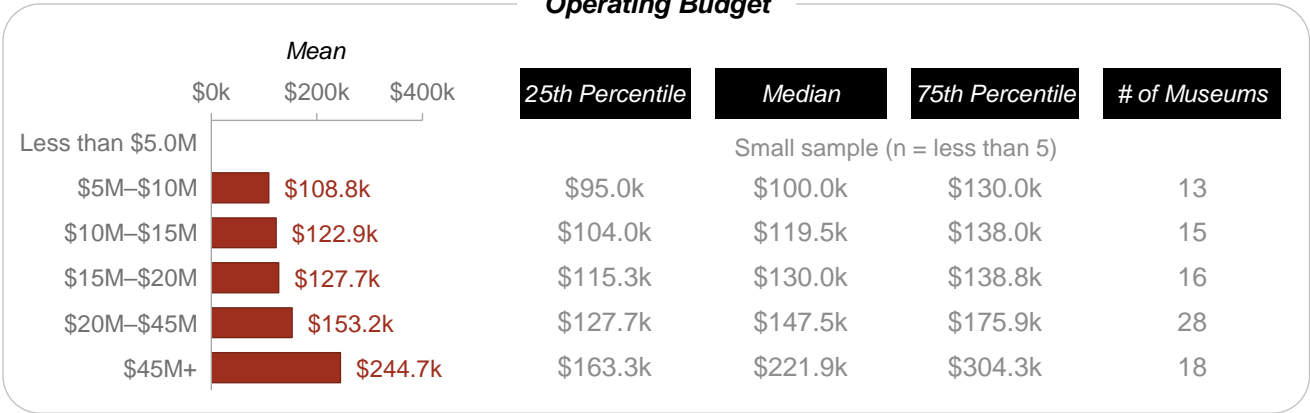 Operating Budget
Mean
$0k $200k $400k 25th Percentile Median 75th Percentile # of Museums
Less than $5.0M Small sample (n = less than 5)
$5M–$10M $108.8k $95.0k $100.0k $130.0k 13
$10M–$15M $122.9k $104.0k $119.5k $138.0k 15
$15M–$20M $127.7k $115.3k $130.0k $138.8k 16
$20M–$45M $153.2k $127.7k $147.5k $175.9k 28
$45M+ $244.7k $163.3k $221.9k $304.3k 18